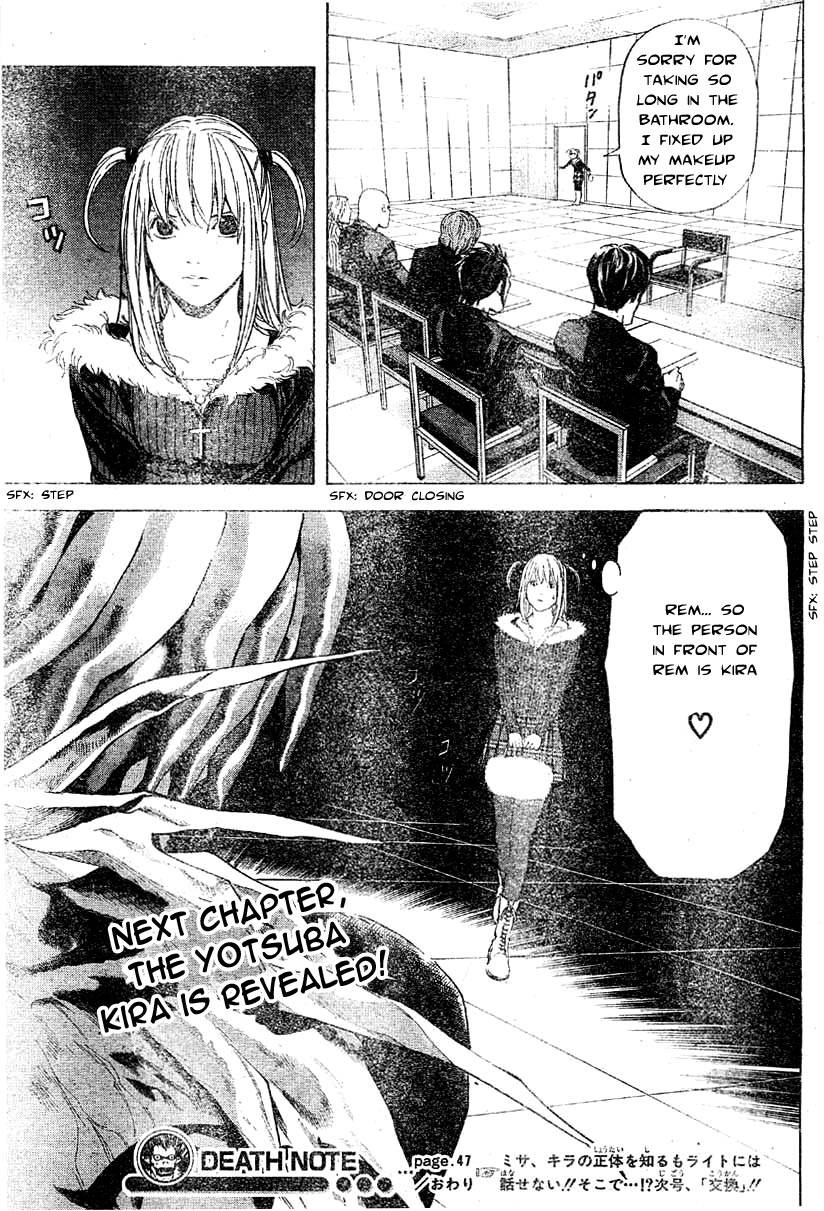 I'M
SORRY FOR
TAKING SO
LONG IN THE
BATHROOM.
I FIXED UP
MY MAKEUP
PERFECTLY
パタン
SFX: DOOR CLOSING
コツ
SFX: STEP
REM... SO
THE PERSON
IN FRONT OF
REM IS KIRA
♡
SFX: STEP STEP
コツ
コツ
NEXT CHAPTER,
THE YOTSUBA
KIRA IS REVEALED!
DEATH NOTE
page.47
おわり
ミサ、キラの正体を知るもライトには
話せない!!そこで…!?次号、「交換」!!